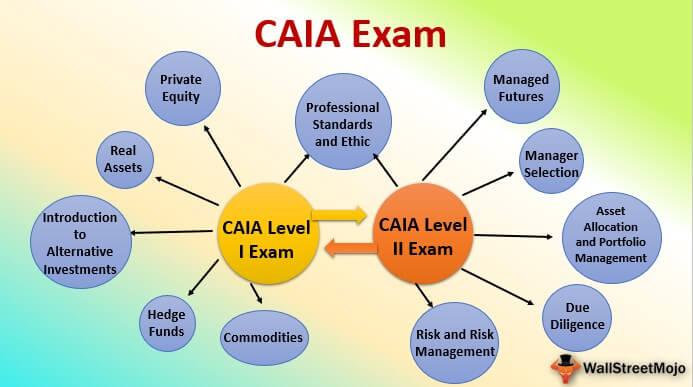 CAIA Exam
Private
Equity
Professional
Standards
and Ethic
Managed
Futures
Real
Assets
Manager
Selection
Introduction
to
Alternative
Investments
CAIA Level
I Exam
CAIA Level
II Exam
Asset
Allocation
and Portfolio
Management
Hedge
Funds
Commodities
Risk and Risk
Management
Due
Diligence
WallStreetMojo